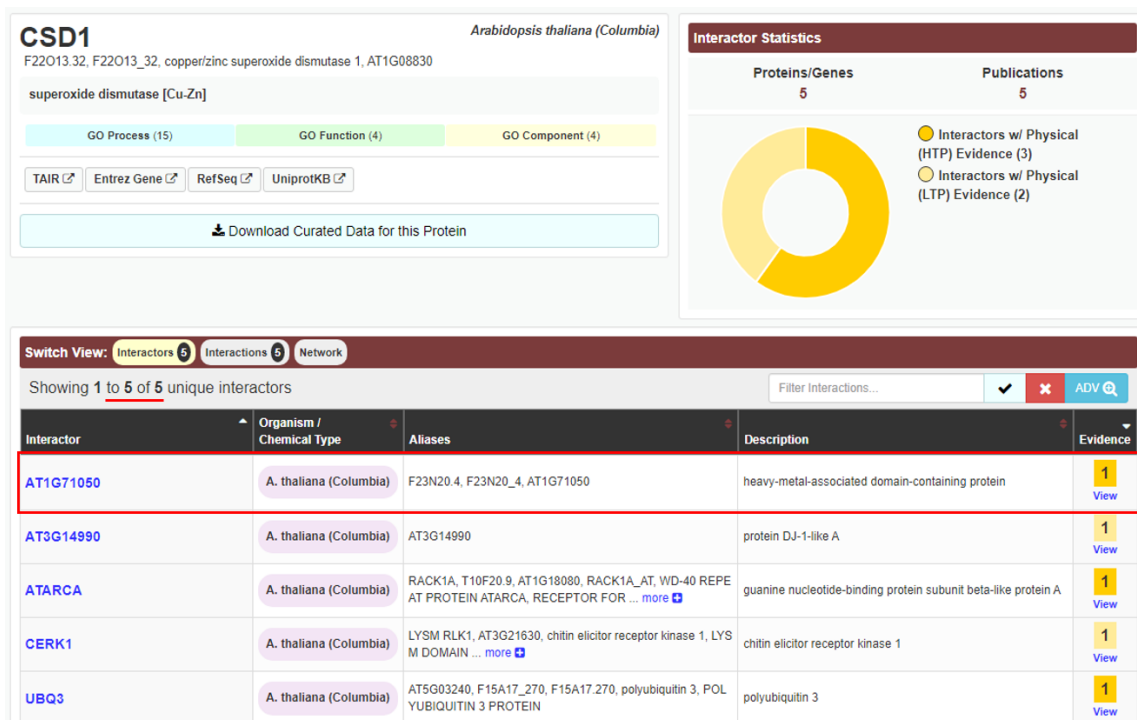 CSD1
Arabidopsis thaliana (Columbia)
F22O13.32, F22O13_32, copper/zinc superoxide dismutase 1, AT1G08830
superoxide dismutase [Cu-Zn]
GO Process (15)
GO Function (4)
GO Component (4)
TAIR
Entrez Gene
RefSeq
UniprotKB
Download Curated Data for this Protein
Interactor Statistics
Proteins/Genes
5
Publications
5
Interactors w/ Physical
(HTP) Evidence (3)
Interactors w/ Physical
(LTP) Evidence (2)
Switch View: Interactors 5 Interactions 5 Network
Showing 1 to 5 of 5 unique interactors
Filter Interactions...
ADV
Interactor
Organism /
Chemical Type
Aliases
Description
Evidence
AT1G71050
A. thaliana (Columbia)
F23N20.4, F23N20_4, AT1G71050
heavy-metal-associated domain-containing protein
1
View
AT3G14990
A. thaliana (Columbia)
AT3G14990
protein DJ-1-like A
1
View
ATARCA
A. thaliana (Columbia)
RACK1A, T10F20.9, AT1G18080, RACK1A_AT, WD-40 REPE
AT PROTEIN ATARCA, RECEPTOR FOR ... more
guanine nucleotide-binding protein subunit beta-like protein A
1
View
CERK1
A. thaliana (Columbia)
LYSM RLK1, AT3G21630, chitin elicitor receptor kinase 1, LYS
M DOMAIN ... more
chitin elicitor receptor kinase 1
1
View
UBQ3
A. thaliana (Columbia)
AT5G03240, F15A17_270, F15A17.270, polyubiquitin 3, POL
YUBIQUITIN 3 PROTEIN
polyubiquitin 3
1
View